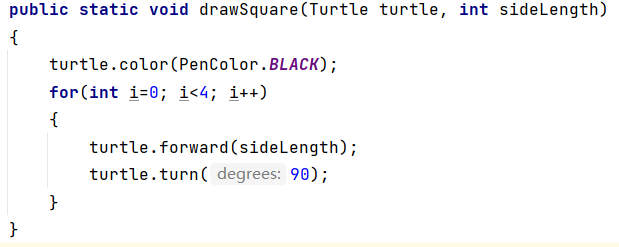 public static void drawSquare(Turtle turtle, int sideLength)
{
turtle.color(PenColor.BLACK);
for(int i=0; i<4; i++)
{
turtle.forward(sideLength);
turtle.turn( degrees: 90);
}
}